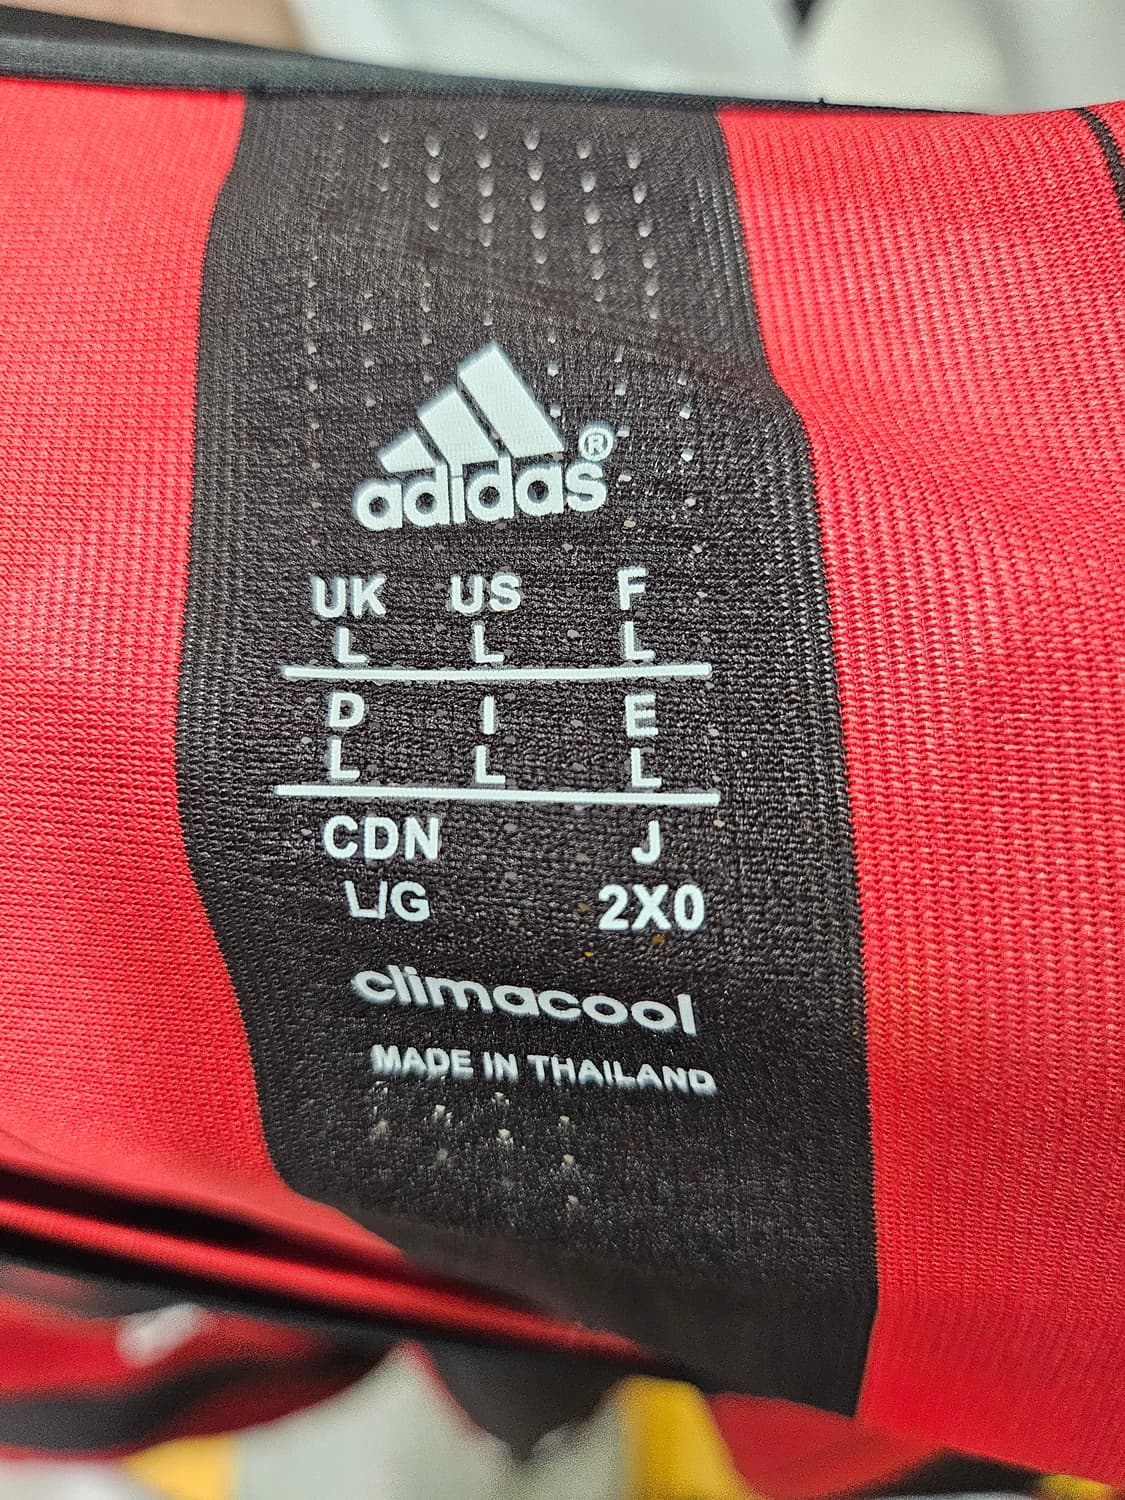 adidas®
UK US F
L L L
D I E
L L L
CDN J
L/G 2X0
climacool
MADE IN THAILAND